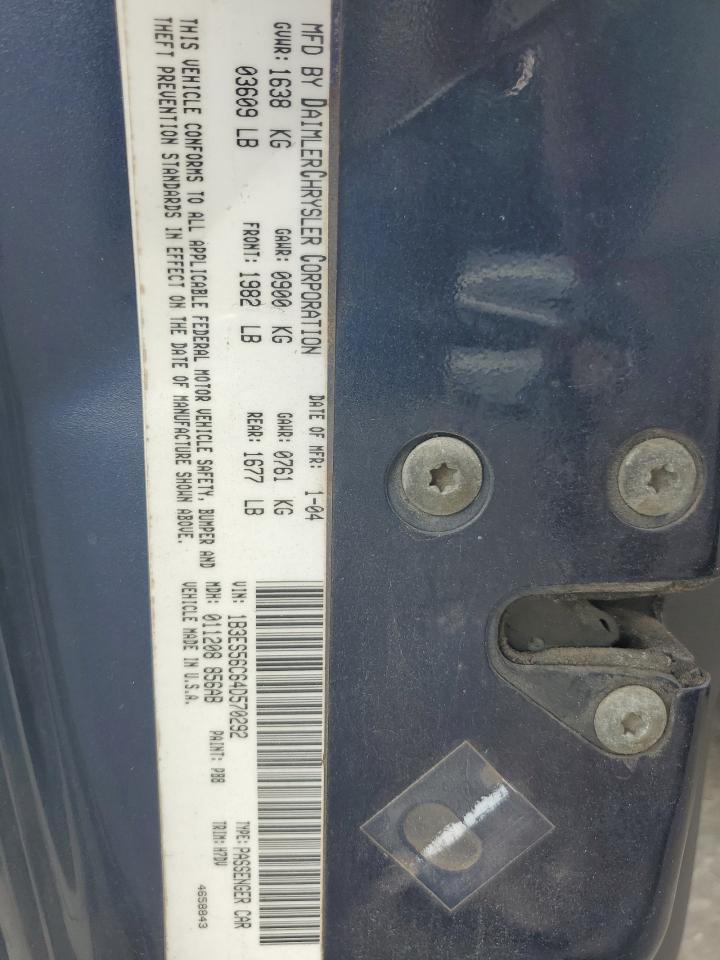 MFD BY DAIMLERCHRYSLER CORPORATION
DATE OF MFR: 1-04
GVWR: 1638 KG
03609 LB
GAWR: 0900 KG
FRONT: 1982 LB
GAWR: 0761 KG
REAR: 1677 LB
THIS VEHICLE CONFORMS TO ALL APPLICABLE FEDERAL MOTOR VEHICLE SAFETY, BUMPER AND
THEFT PREVENTION STANDARDS IN EFFECT ON THE DATE OF MANUFACTURE SHOWN ABOVE.
VIN: 1B3ES56C64D570292
TYPE: PASSENGER CAR
MDH: 011208 856AB
PAINT: PBB
TRIM: H7DV
VEHICLE MADE IN U.S.A.
4658843